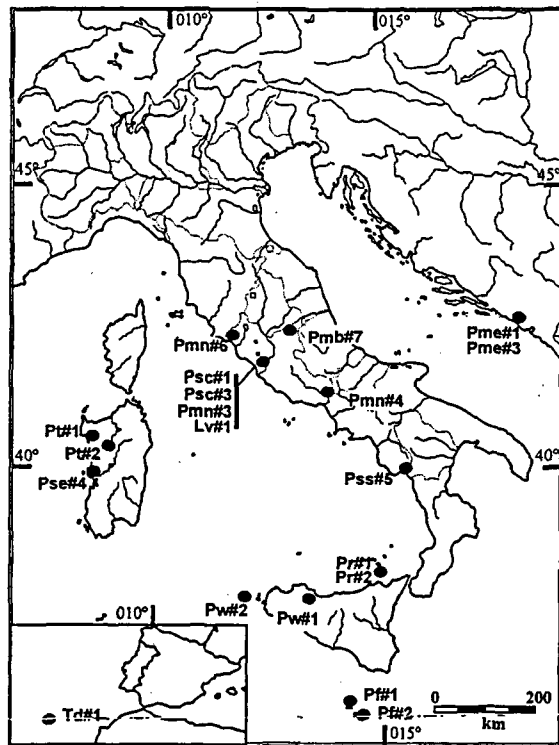 010°
015°
45°
45°
Pme#1
Pme#3
Pmn#6
Pmb#7
Psc#1
Psc#3
Pmn#3
Lv#1
Pmn#4
Pt#1
Pt#2
Pse#4
40°
40°
Pss#5
Pr#1
Pr#2
Pw#2
Pw#1
010°
Pf#1
Pf#2
0 200
km
Td#1
015°